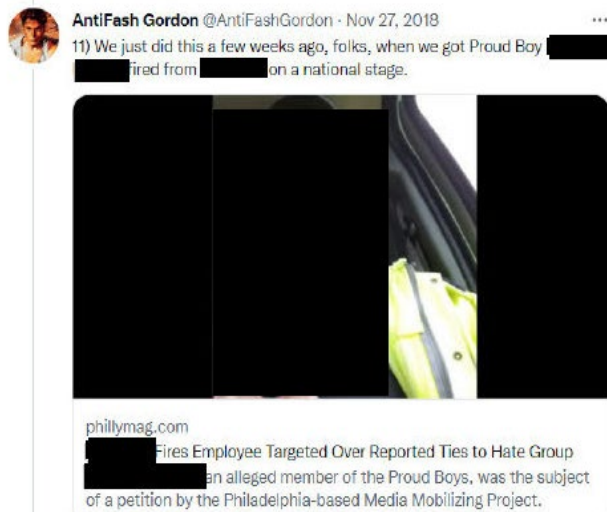 AntiFash Gordon @AntiFashGordon · Nov 27, 2018 ...
11) We just did this a few weeks ago, folks, when we got Proud Boy
fired from on a national stage.
phillymag.com
Fires Employee Targeted Over Reported Ties to Hate Group
an alleged member of the Proud Boys, was the subject
of a petition by the Philadelphia-based Media Mobilizing Project.